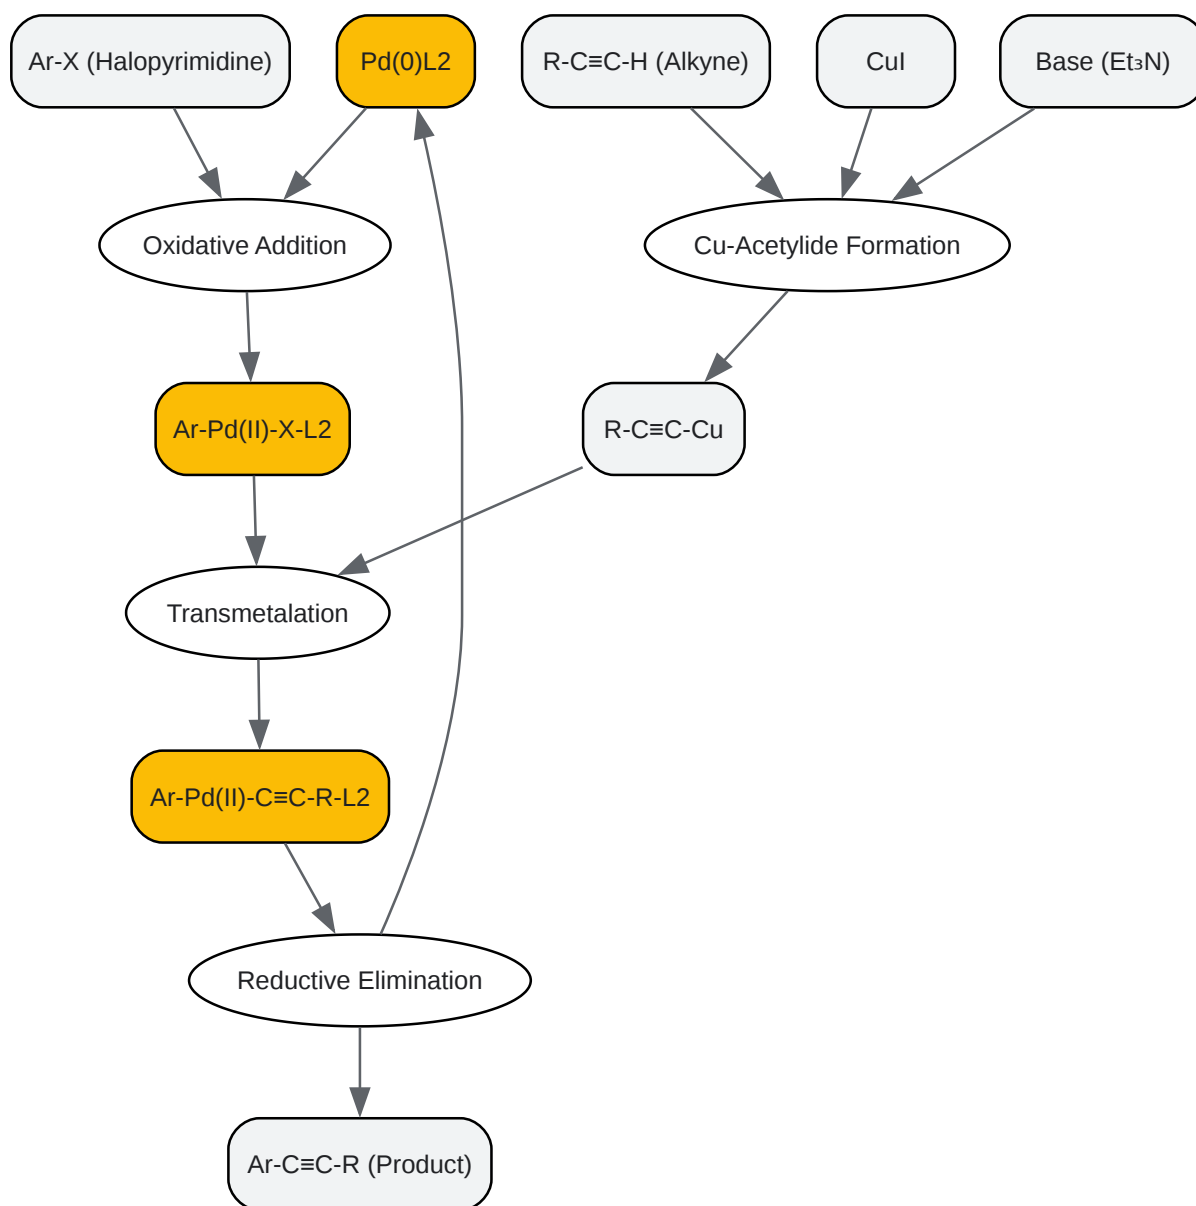 Ar-X (Halopyrimidine)
Pd(0)L2
R-C≡C-H (Alkyne)
CuI
Base (Et₃N)
Oxidative Addition
Cu-Acetylide Formation
Ar-Pd(II)-X-L2
R-C≡C-Cu
Transmetalation
Ar-Pd(II)-C≡C-R-L2
Reductive Elimination
Ar-C≡C-R (Product)